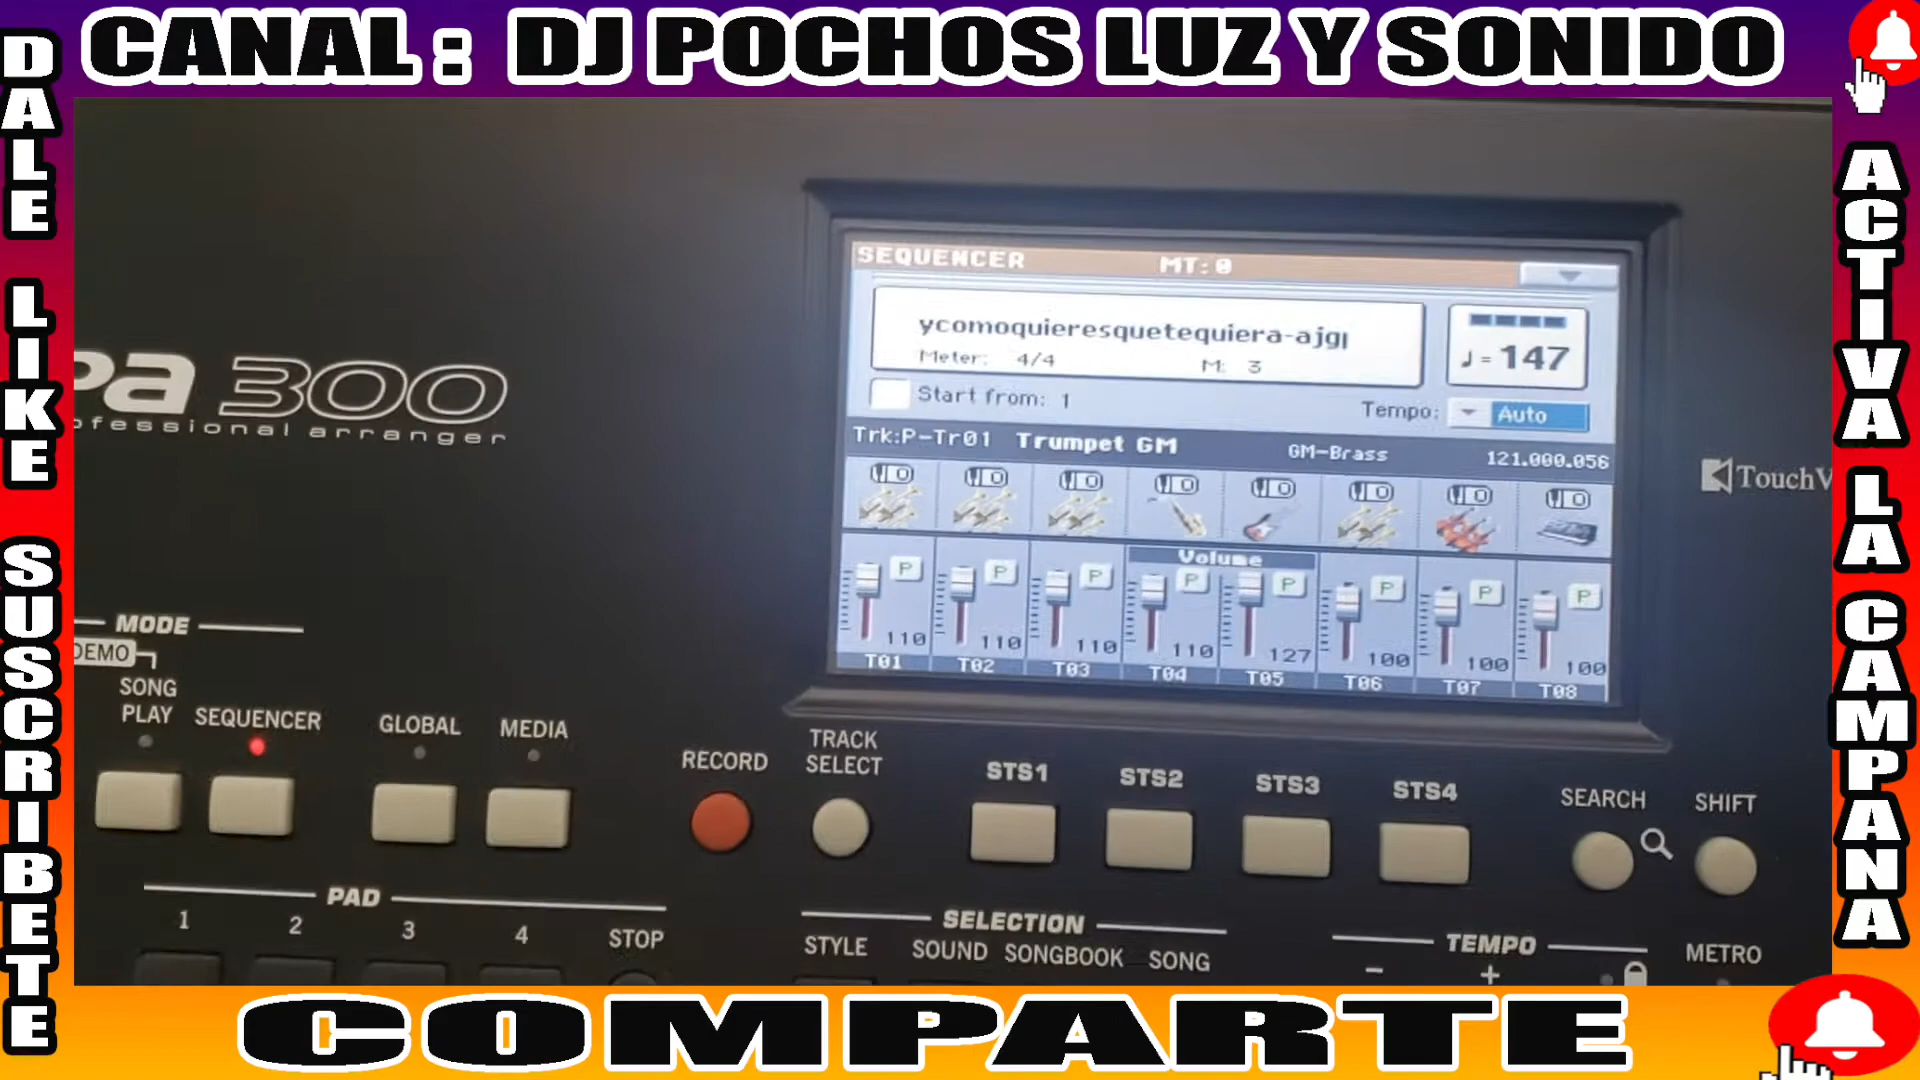 CANAL : DJ POCHOS LUZ Y SONIDO
DALE LIKE SUSCRIBETE
ACTIVA LA CAMPANA
SEQUENCER MT: 0
ycomoquieresquetequiera-ajg
Meter: 4/4 M: 3
♩ = 147
Start from: 1
Tempo: Auto
Trk:P-Tr01 Trumpet GM GM-Brass 121.000.056
Volume
P P P P P P P P
110 110 110 110 127 100 100 100
T01 T02 T03 T04 T05 T06 T07 T08
Pa 300
ofessional arranger
TouchV
MODE
DEMO
SONG PLAY
SEQUENCER
GLOBAL
MEDIA
RECORD
TRACK SELECT
STS1
STS2
STS3
STS4
SEARCH
SHIFT
PAD
1 2 3 4 STOP
SELECTION
STYLE SOUND SONGBOOK SONG
TEMPO
− +
METRO
COMPARTE